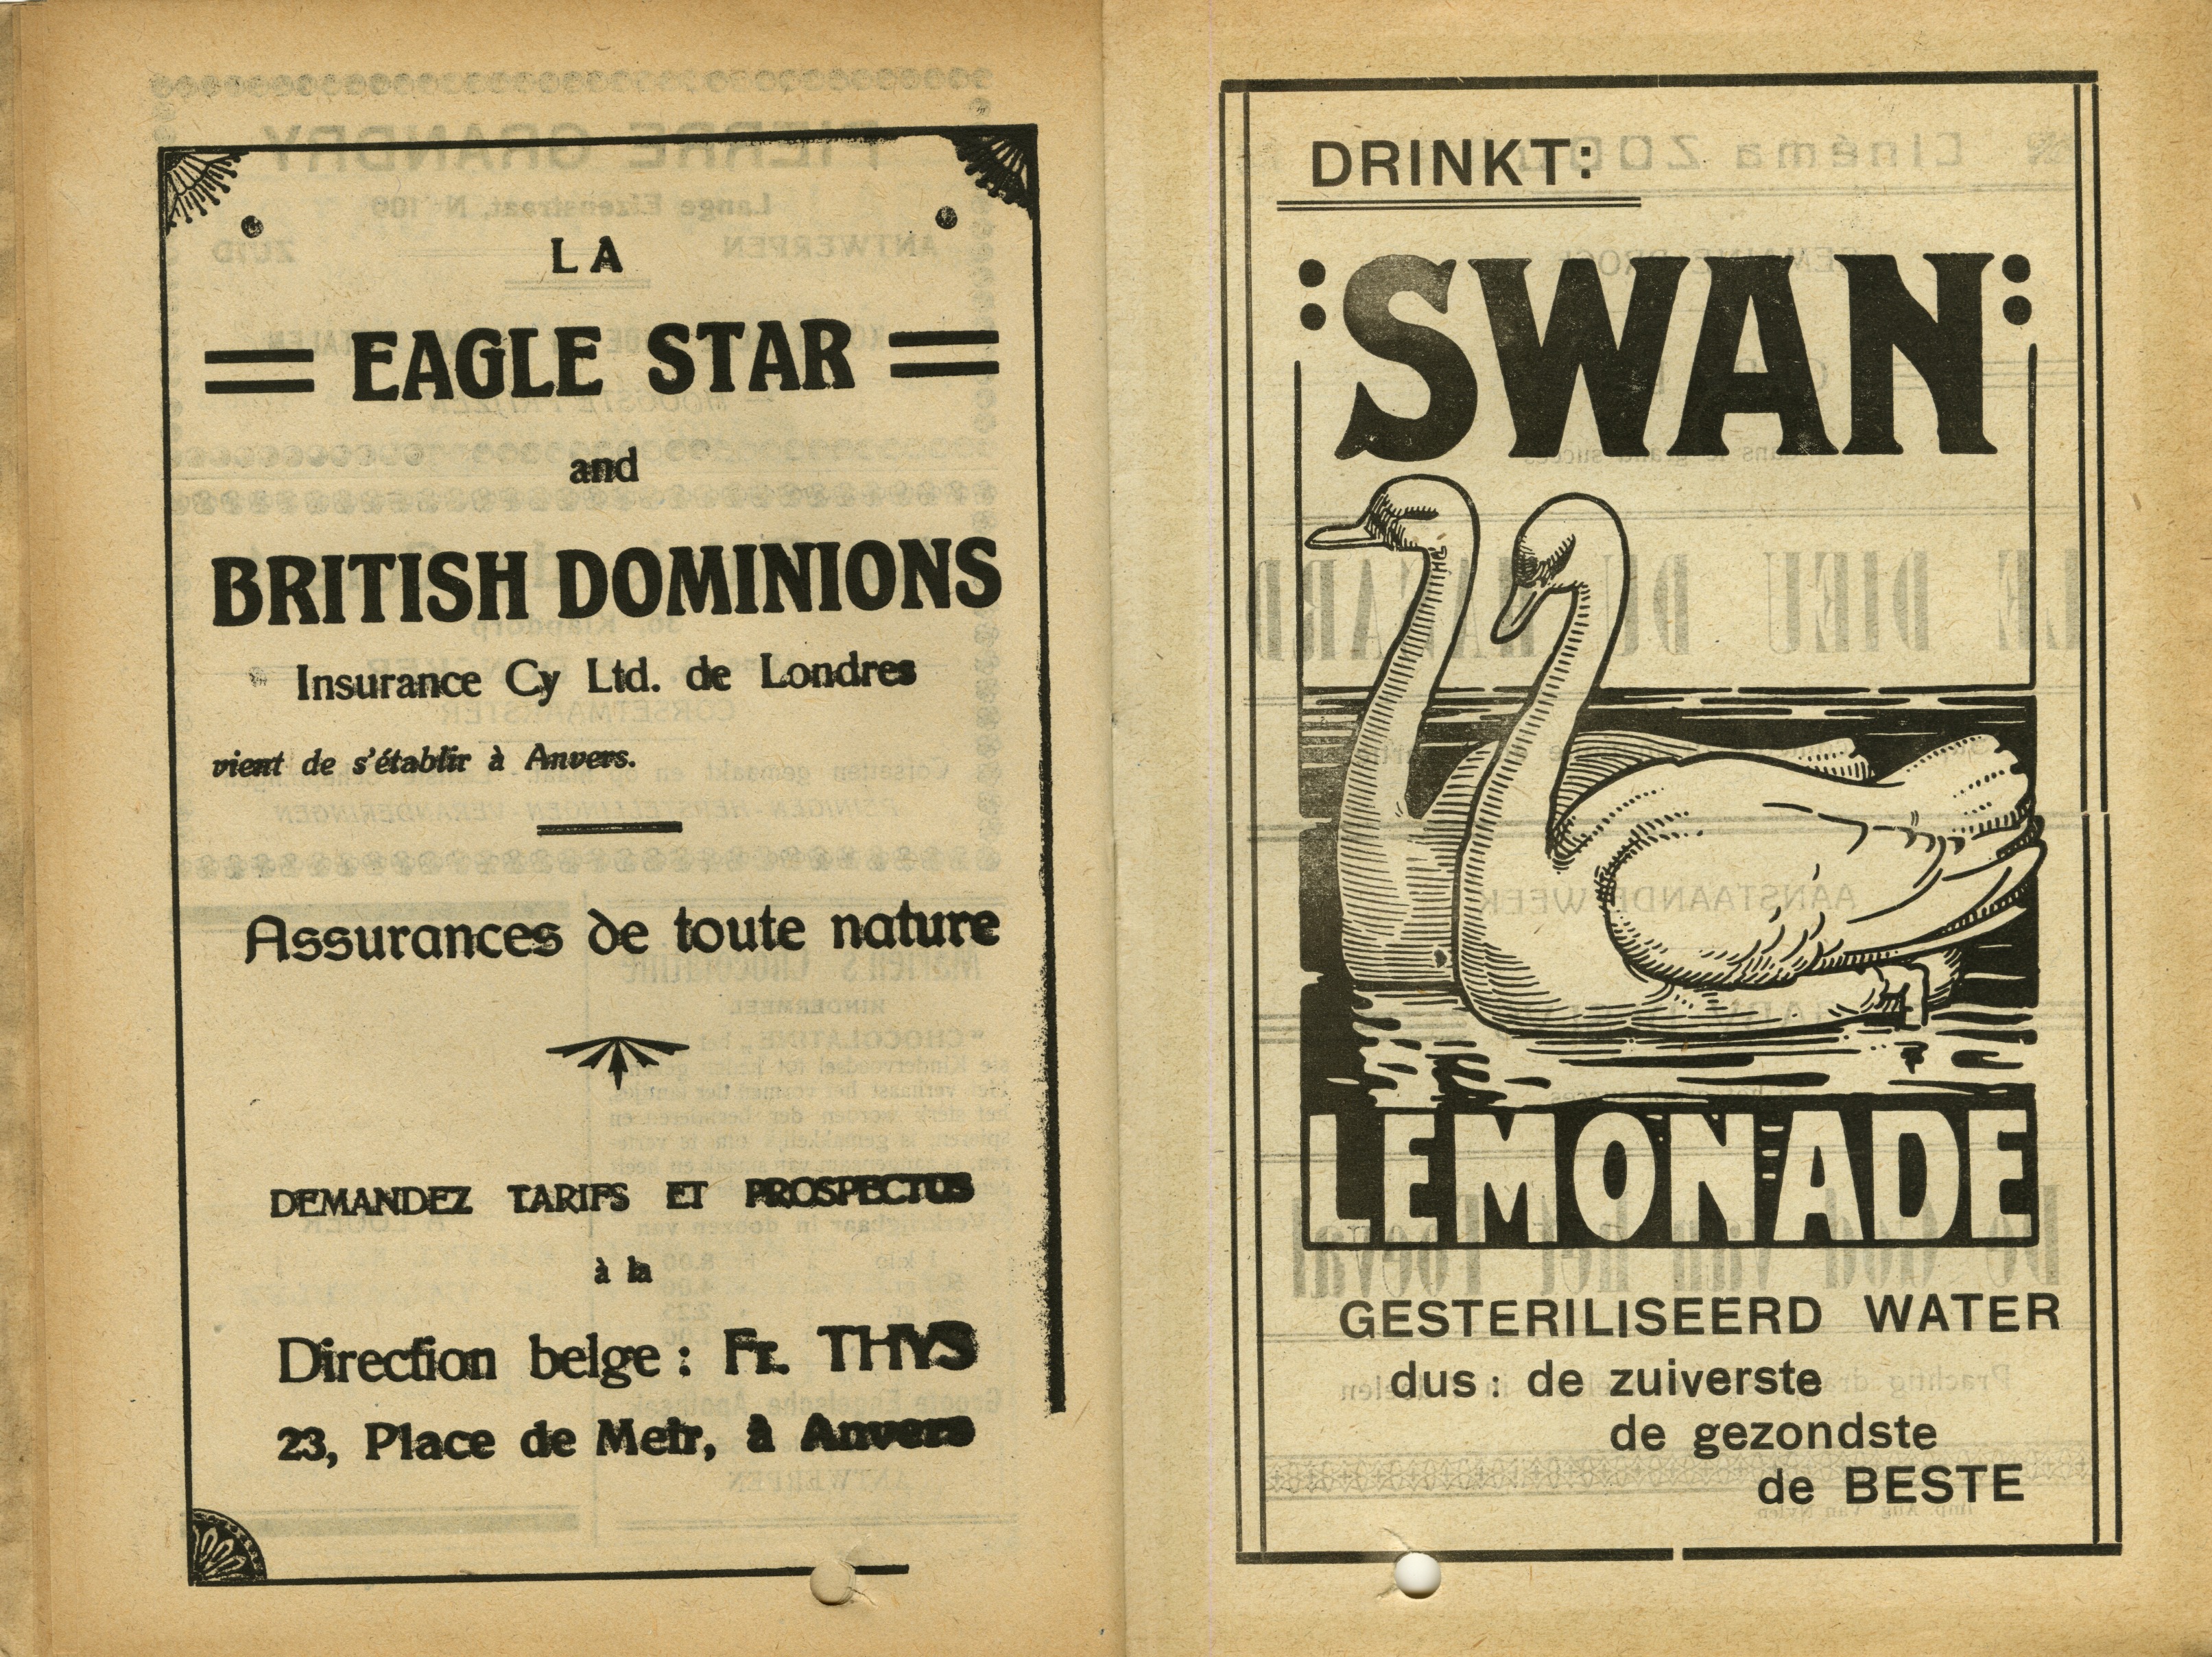 LA
EAGLE STAR
and
BRITISH DOMINIONS
Insurance Cy Ltd. de Londres
vient de s'établir à Anvers.
Assurances de toute nature
DEMANDEZ TARIFS ET PROSPECTUS
à la
Direction belge : Fr. THYS
23, Place de Meir, à Anvers
DRINKT:
:SWAN:
LEMONADE
GESTERILISEERD WATER
dus : de zuiverste
de gezondste
de BESTE